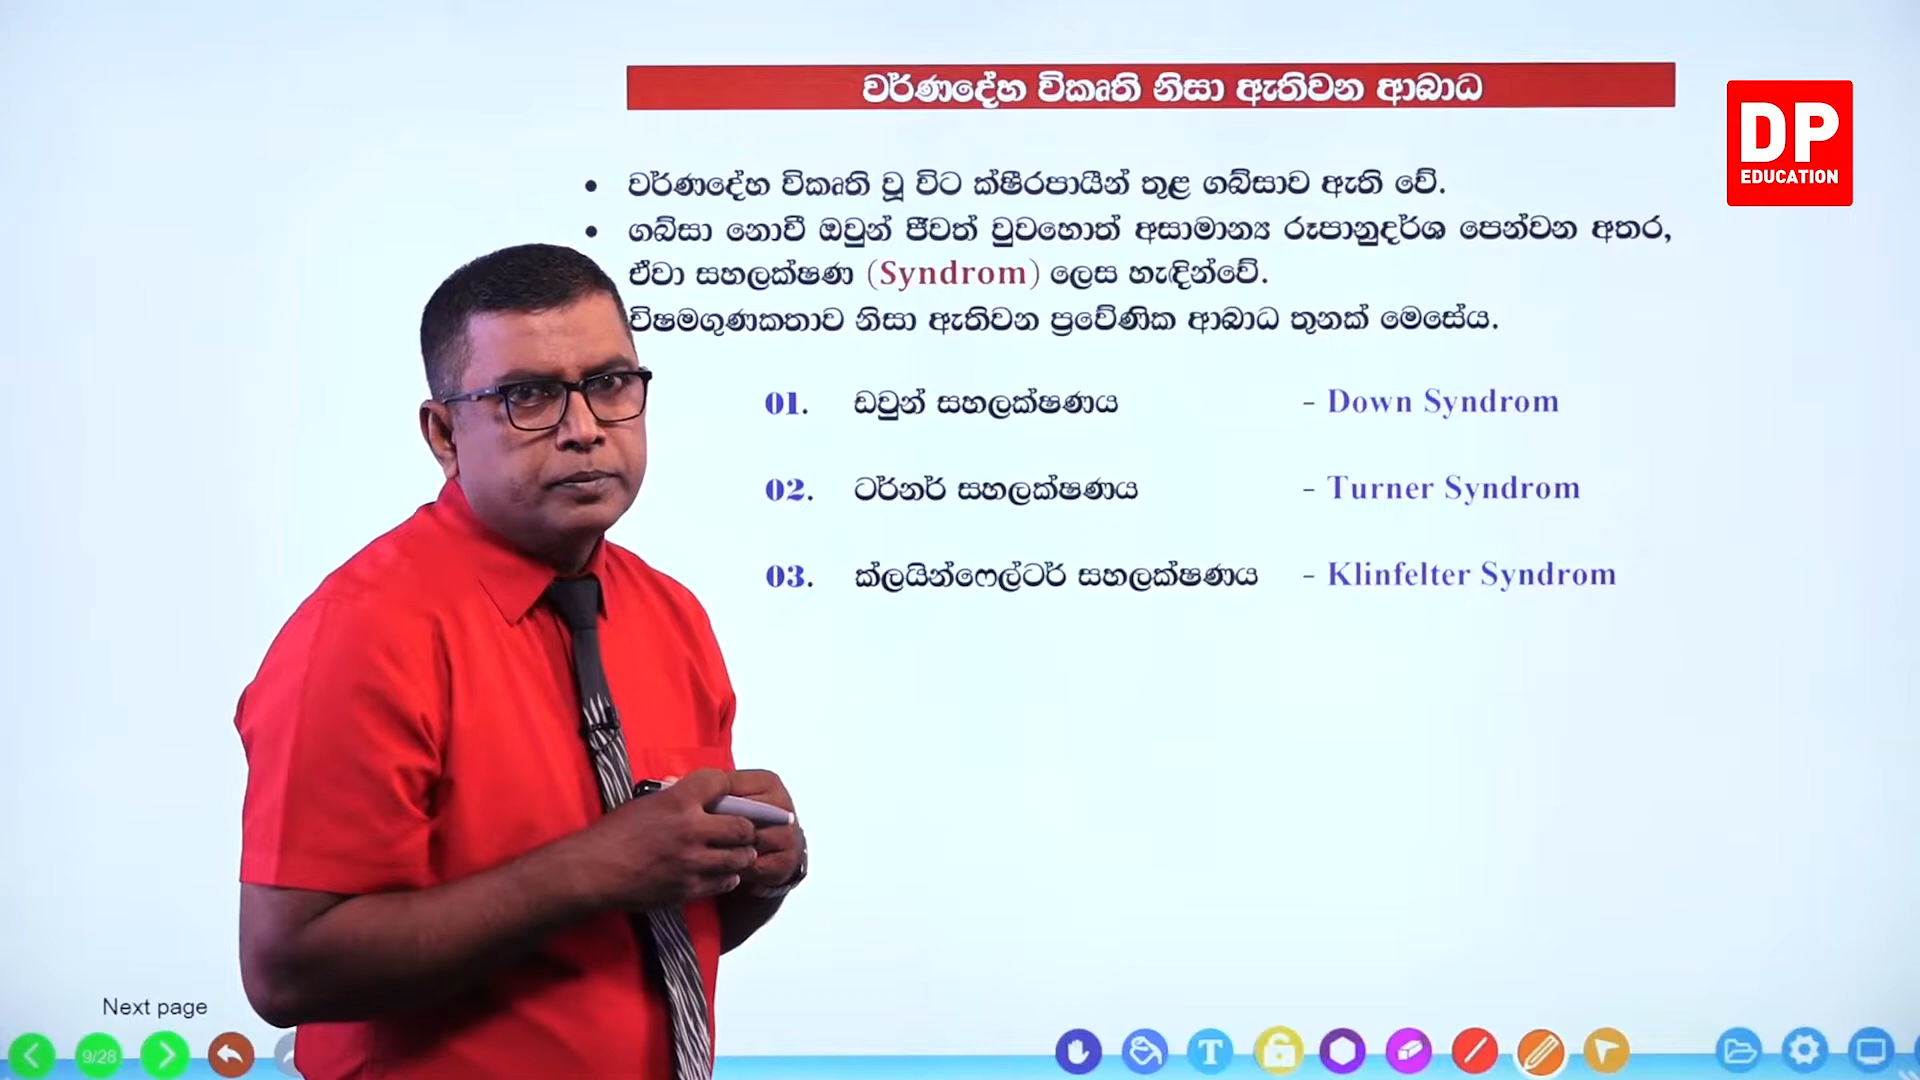 වර්ණදේහ විකෘති නිසා ඇතිවන ආබාධ
DP
EDUCATION
• වර්ණදේහ විකෘති වූ විට ක්ෂීරපායීන් තුළ ගබ්සාව ඇති වේ.
• ගබ්සා නොවී ඔවුන් ජීවත් වුවහොත් අසාමාන්‍ය රූපානුදර්ශ පෙන්වන අතර,
ඒවා සහලක්ෂණ (Syndrom) ලෙස හැඳින්වේ.
විෂමගුණකතාව නිසා ඇතිවන ප්‍රවේණික ආබාධ තුනක් මෙසේය.
01. ඩවුන් සහලක්ෂණය - Down Syndrom
02. ටර්නර් සහලක්ෂණය - Turner Syndrom
03. ක්ලයින්ෆෙල්ටර් සහලක්ෂණය - Klinfelter Syndrom
Next page
9/28
T